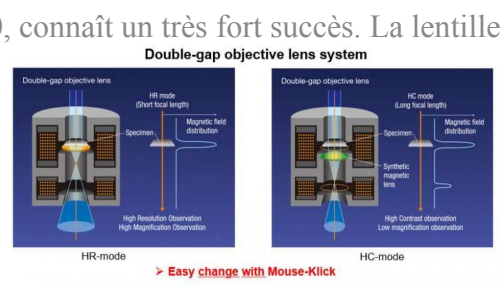 , connaît un très fort succès. La lentille
Double-gap objective lens system
Double-gap objective lens
HR mode
(Short focal length)
Magnetic field
distribution
Specimen
High Resolution Observation
High Magnification Observation
HR-mode
Double-gap objective lens
HC mode
(Long focal length)
Magnetic field
distribution
Specimen
Synthetic
magnetic
lens
High Contrast observation
Low magnification observation
HC-mode
➤ Easy change with Mouse-Klick